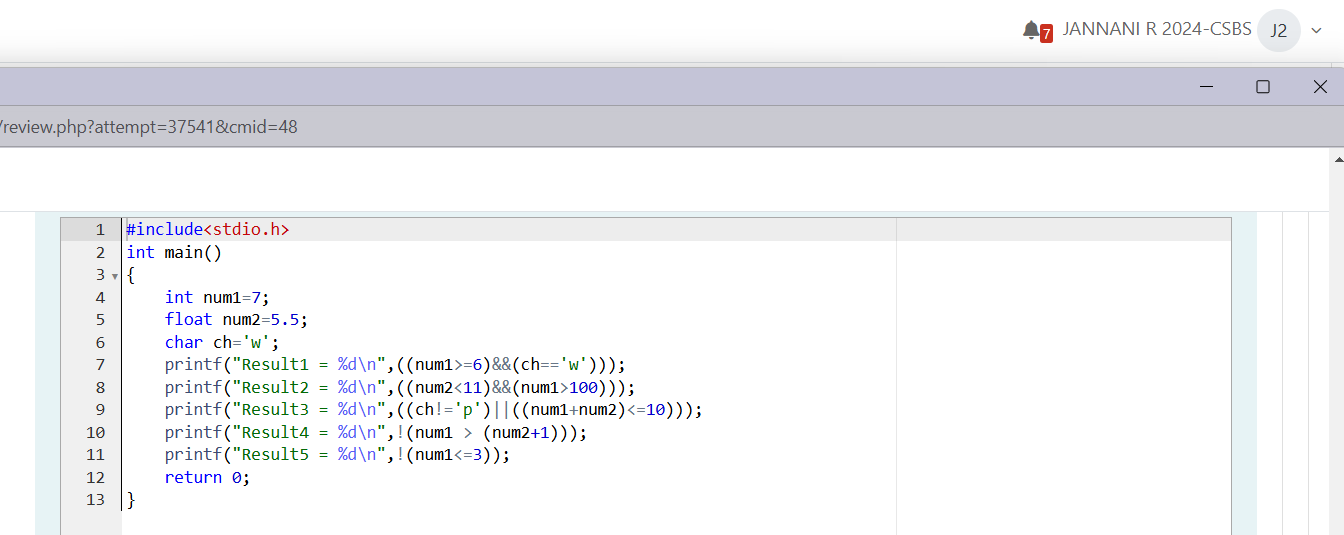 7 JANNANI R 2024-CSBS J2
/review.php?attempt=37541&cmid=48
1 #include<stdio.h>
2 int main()
3 {
4     int num1=7;
5     float num2=5.5;
6     char ch='w';
7     printf("Result1 = %d\n",((num1>=6)&&(ch=='w')));
8     printf("Result2 = %d\n",((num2<11)&&(num1>100)));
9     printf("Result3 = %d\n",((ch!='p')||((num1+num2)<=10)));
10     printf("Result4 = %d\n",!(num1 > (num2+1)));
11     printf("Result5 = %d\n",!(num1<=3));
12     return 0;
13 }